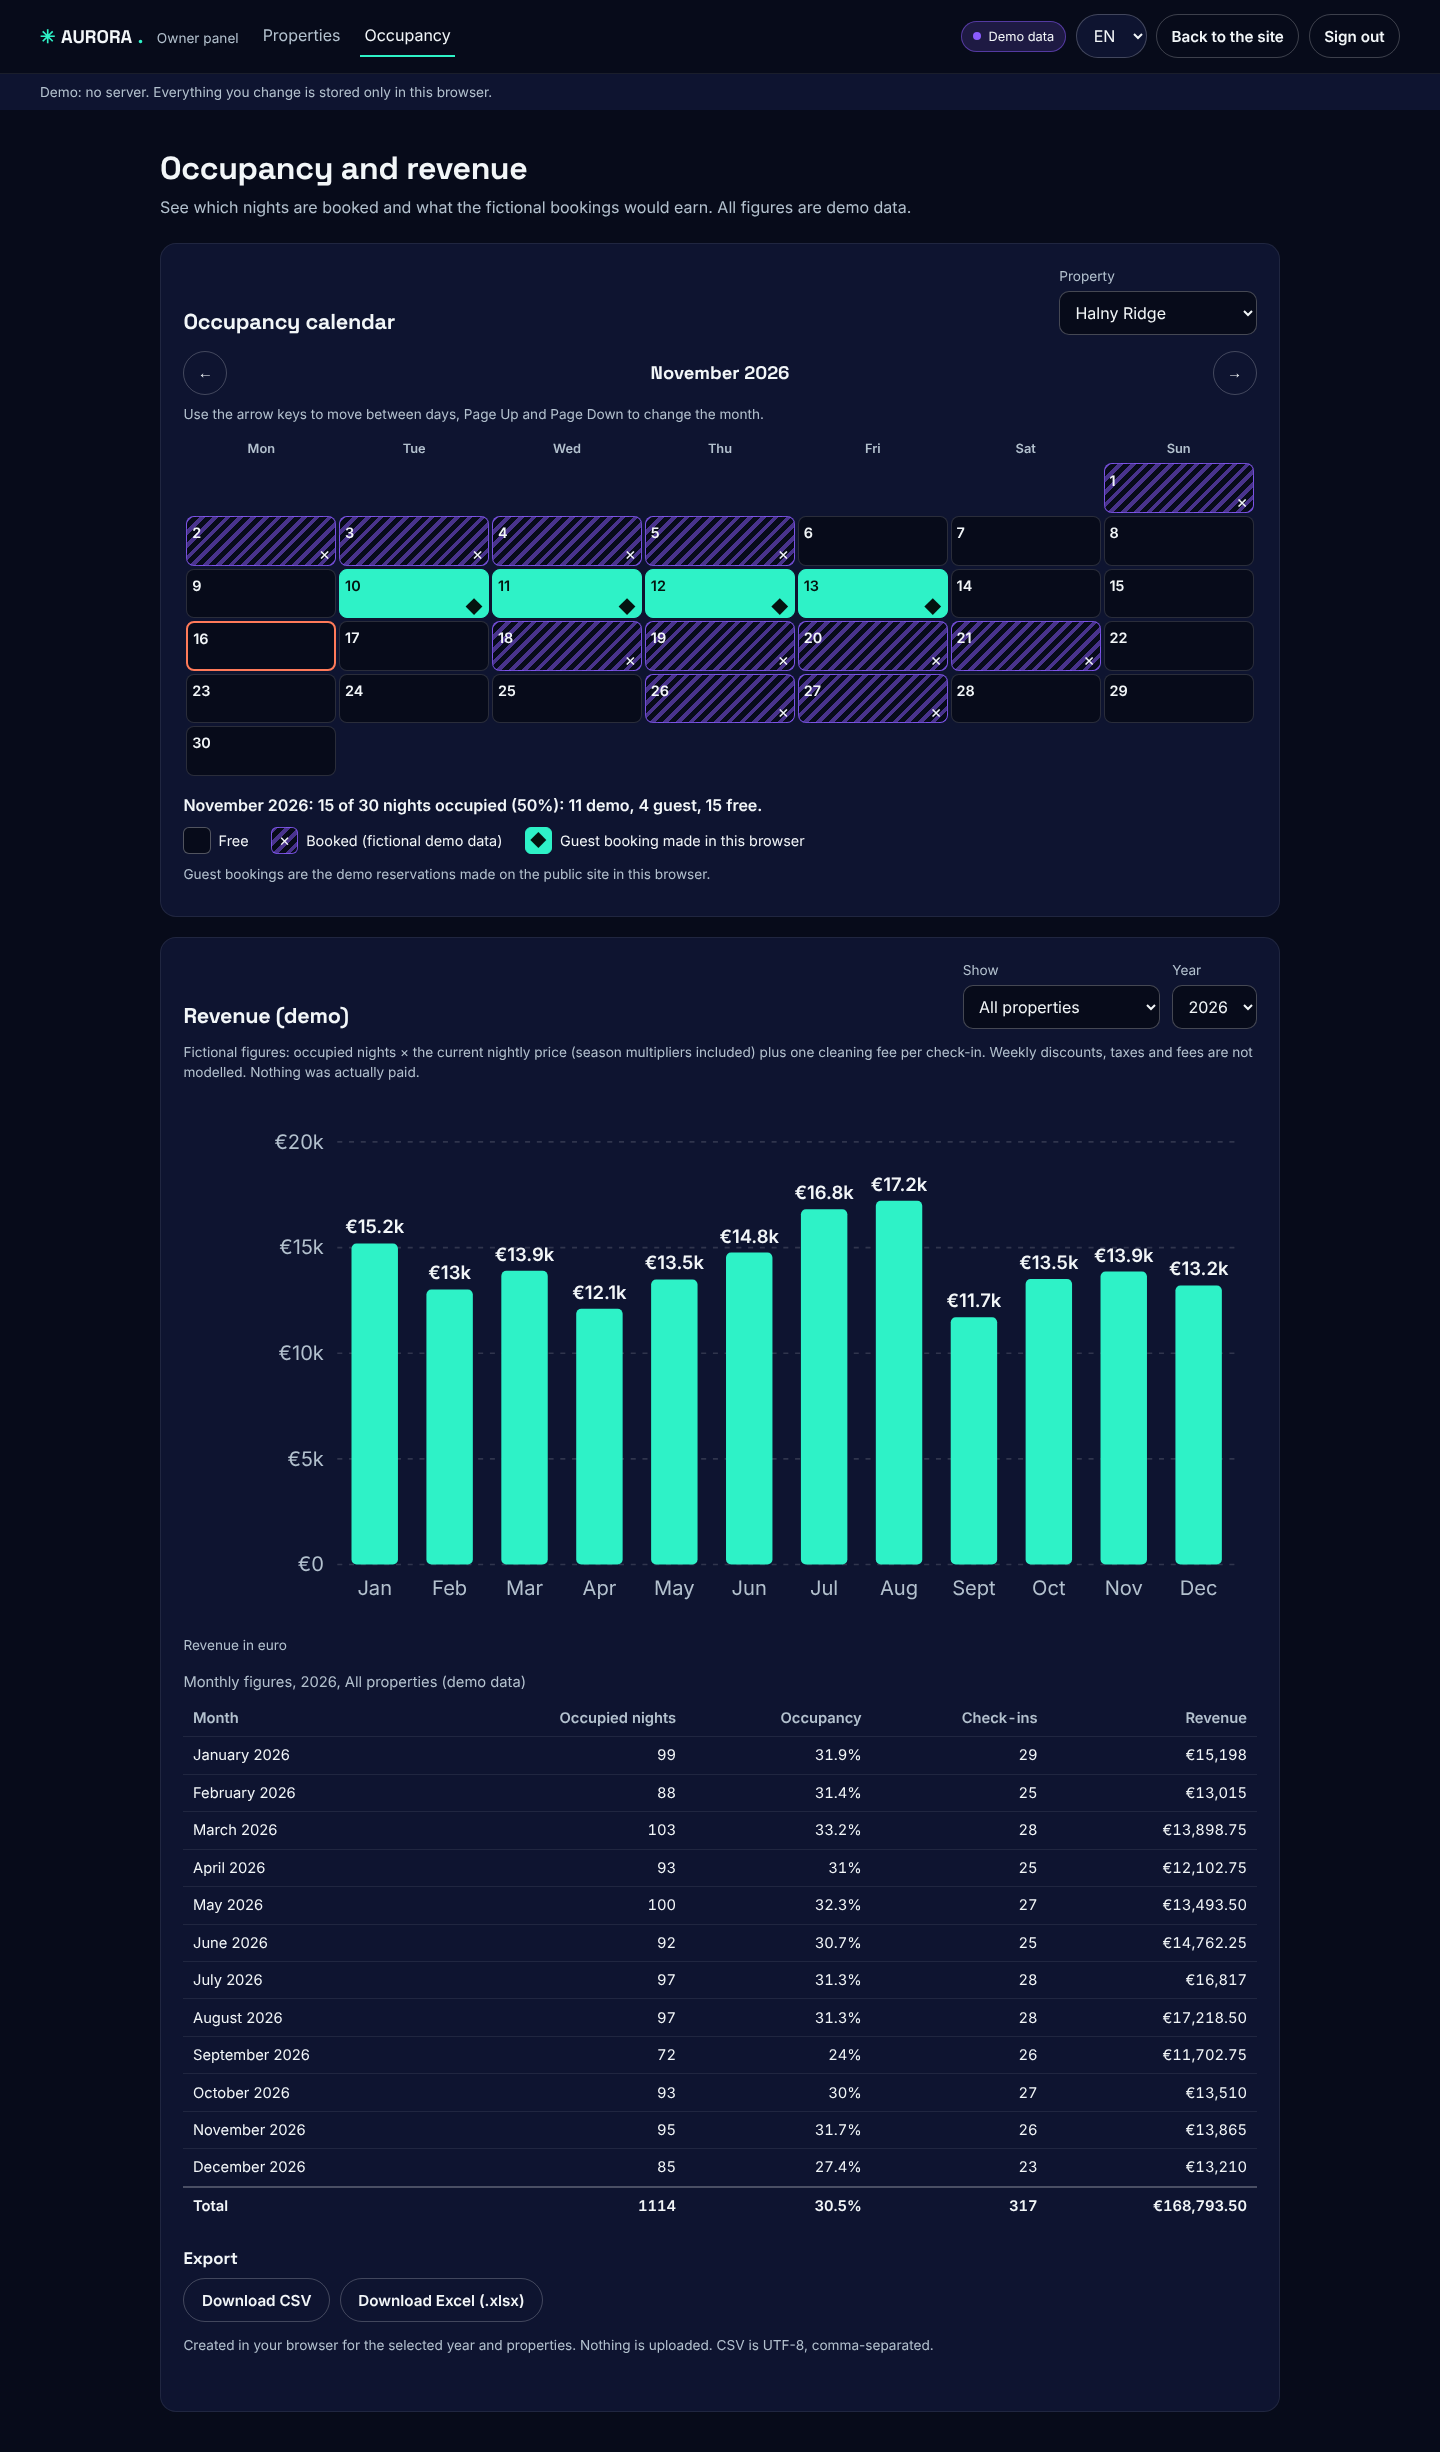 AURORA. Owner panel Properties Occupancy Demo data EN Back to the site Sign out
Demo: no server. Everything you change is stored only in this browser.
Occupancy and revenue
See which nights are booked and what the fictional bookings would earn. All figures are demo data.
Property
Occupancy calendar Halny Ridge
← November 2026 →
Use the arrow keys to move between days, Page Up and Page Down to change the month.
Mon Tue Wed Thu Fri Sat Sun
1 ×
2 × 3 × 4 × 5 × 6 7 8
9 10 ◆ 11 ◆ 12 ◆ 13 ◆ 14 15
16 17 18 × 19 × 20 × 21 × 22
23 24 25 26 × 27 × 28 29
30
November 2026: 15 of 30 nights occupied (50%): 11 demo, 4 guest, 15 free.
Free × Booked (fictional demo data) ◆ Guest booking made in this browser
Guest bookings are the demo reservations made on the public site in this browser.
Show Year
Revenue (demo) All properties 2026
Fictional figures: occupied nights × the current nightly price (season multipliers included) plus one cleaning fee per check-in. Weekly discounts, taxes and fees are not
modelled. Nothing was actually paid.
€20k
€15k
€10k
€5k
€0
€15.2k €13k €13.9k €12.1k €13.5k €14.8k €16.8k €17.2k €11.7k €13.5k €13.9k €13.2k
Jan Feb Mar Apr May Jun Jul Aug Sept Oct Nov Dec
Revenue in euro
Monthly figures, 2026, All properties (demo data)
Month Occupied nights Occupancy Check-ins Revenue
January 2026 99 31.9% 29 €15,198
February 2026 88 31.4% 25 €13,015
March 2026 103 33.2% 28 €13,898.75
April 2026 93 31% 25 €12,102.75
May 2026 100 32.3% 27 €13,493.50
June 2026 92 30.7% 25 €14,762.25
July 2026 97 31.3% 28 €16,817
August 2026 97 31.3% 28 €17,218.50
September 2026 72 24% 26 €11,702.75
October 2026 93 30% 27 €13,510
November 2026 95 31.7% 26 €13,865
December 2026 85 27.4% 23 €13,210
Total 1114 30.5% 317 €168,793.50
Export
Download CSV Download Excel (.xlsx)
Created in your browser for the selected year and properties. Nothing is uploaded. CSV is UTF-8, comma-separated.